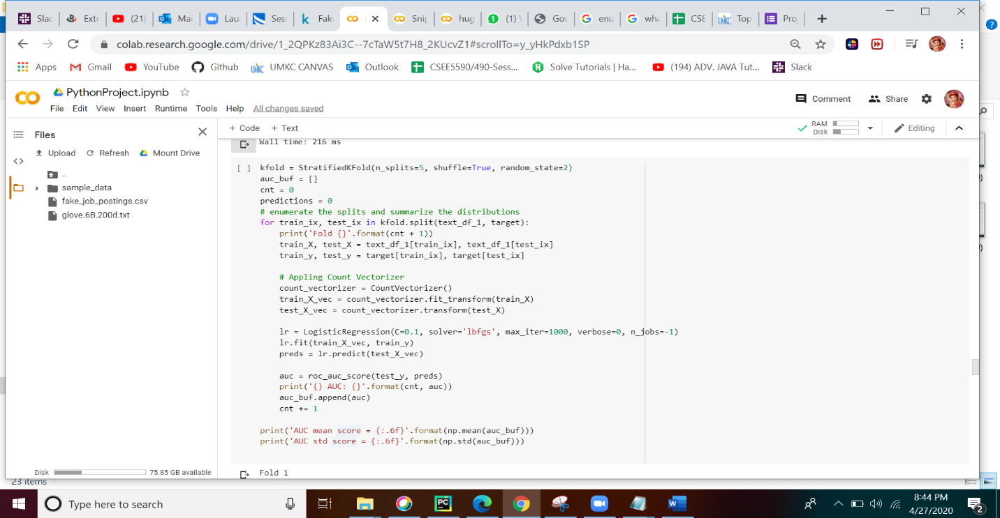 Slac
Extr
(21)
Mai
Lau
Ses
Fak
Snip
hug
(1)
Goo
enu
wha
CSE
Top
Pro
colab.research.google.com/drive/1_2QPKz83Ai3C--7cTaW5t7H8_2KUcvZ1#scrollTo=y_yHkPdxb1SP
Apps
Gmail
YouTube
Github
UMKC CANVAS
Outlook
CSEE5590/490-Sess...
Solve Tutorials | Ha...
(194) ADV. JAVA Tut...
Slack
PythonProject.ipynb
Comment
Share
File Edit View Insert Runtime Tools Help All changes saved
Files
+ Code + Text
RAM
Disk
Editing
Upload Refresh Mount Drive
..
sample_data
fake_job_postings.csv
glove.6B.200d.txt
Wall time: 216 ms
[ ] kfold = StratifiedKFold(n_splits=5, shuffle=True, random_state=2)
auc_buf = []
cnt = 0
predictions = 0
# enumerate the splits and summarize the distributions
for train_ix, test_ix in kfold.split(text_df_1, target):
print('Fold {}'.format(cnt + 1))
train_X, test_X = text_df_1[train_ix], text_df_1[test_ix]
train_y, test_y = target[train_ix], target[test_ix]
# Appling Count Vectorizer
count_vectorizer = CountVectorizer()
train_X_vec = count_vectorizer.fit_transform(train_X)
test_X_vec = count_vectorizer.transform(test_X)
lr = LogisticRegression(C=0.1, solver='lbfgs', max_iter=1000, verbose=0, n_jobs=-1)
lr.fit(train_X_vec, train_y)
preds = lr.predict(test_X_vec)
auc = roc_auc_score(test_y, preds)
print('{} AUC: {}'.format(cnt, auc))
auc_buf.append(auc)
cnt += 1
print('AUC mean score = {:.6f}'.format(np.mean(auc_buf)))
print('AUC std score = {:.6f}'.format(np.std(auc_buf)))
Fold 1
Disk 75.85 GB available
23 items
Type here to search
8:44 PM
4/27/2020
2